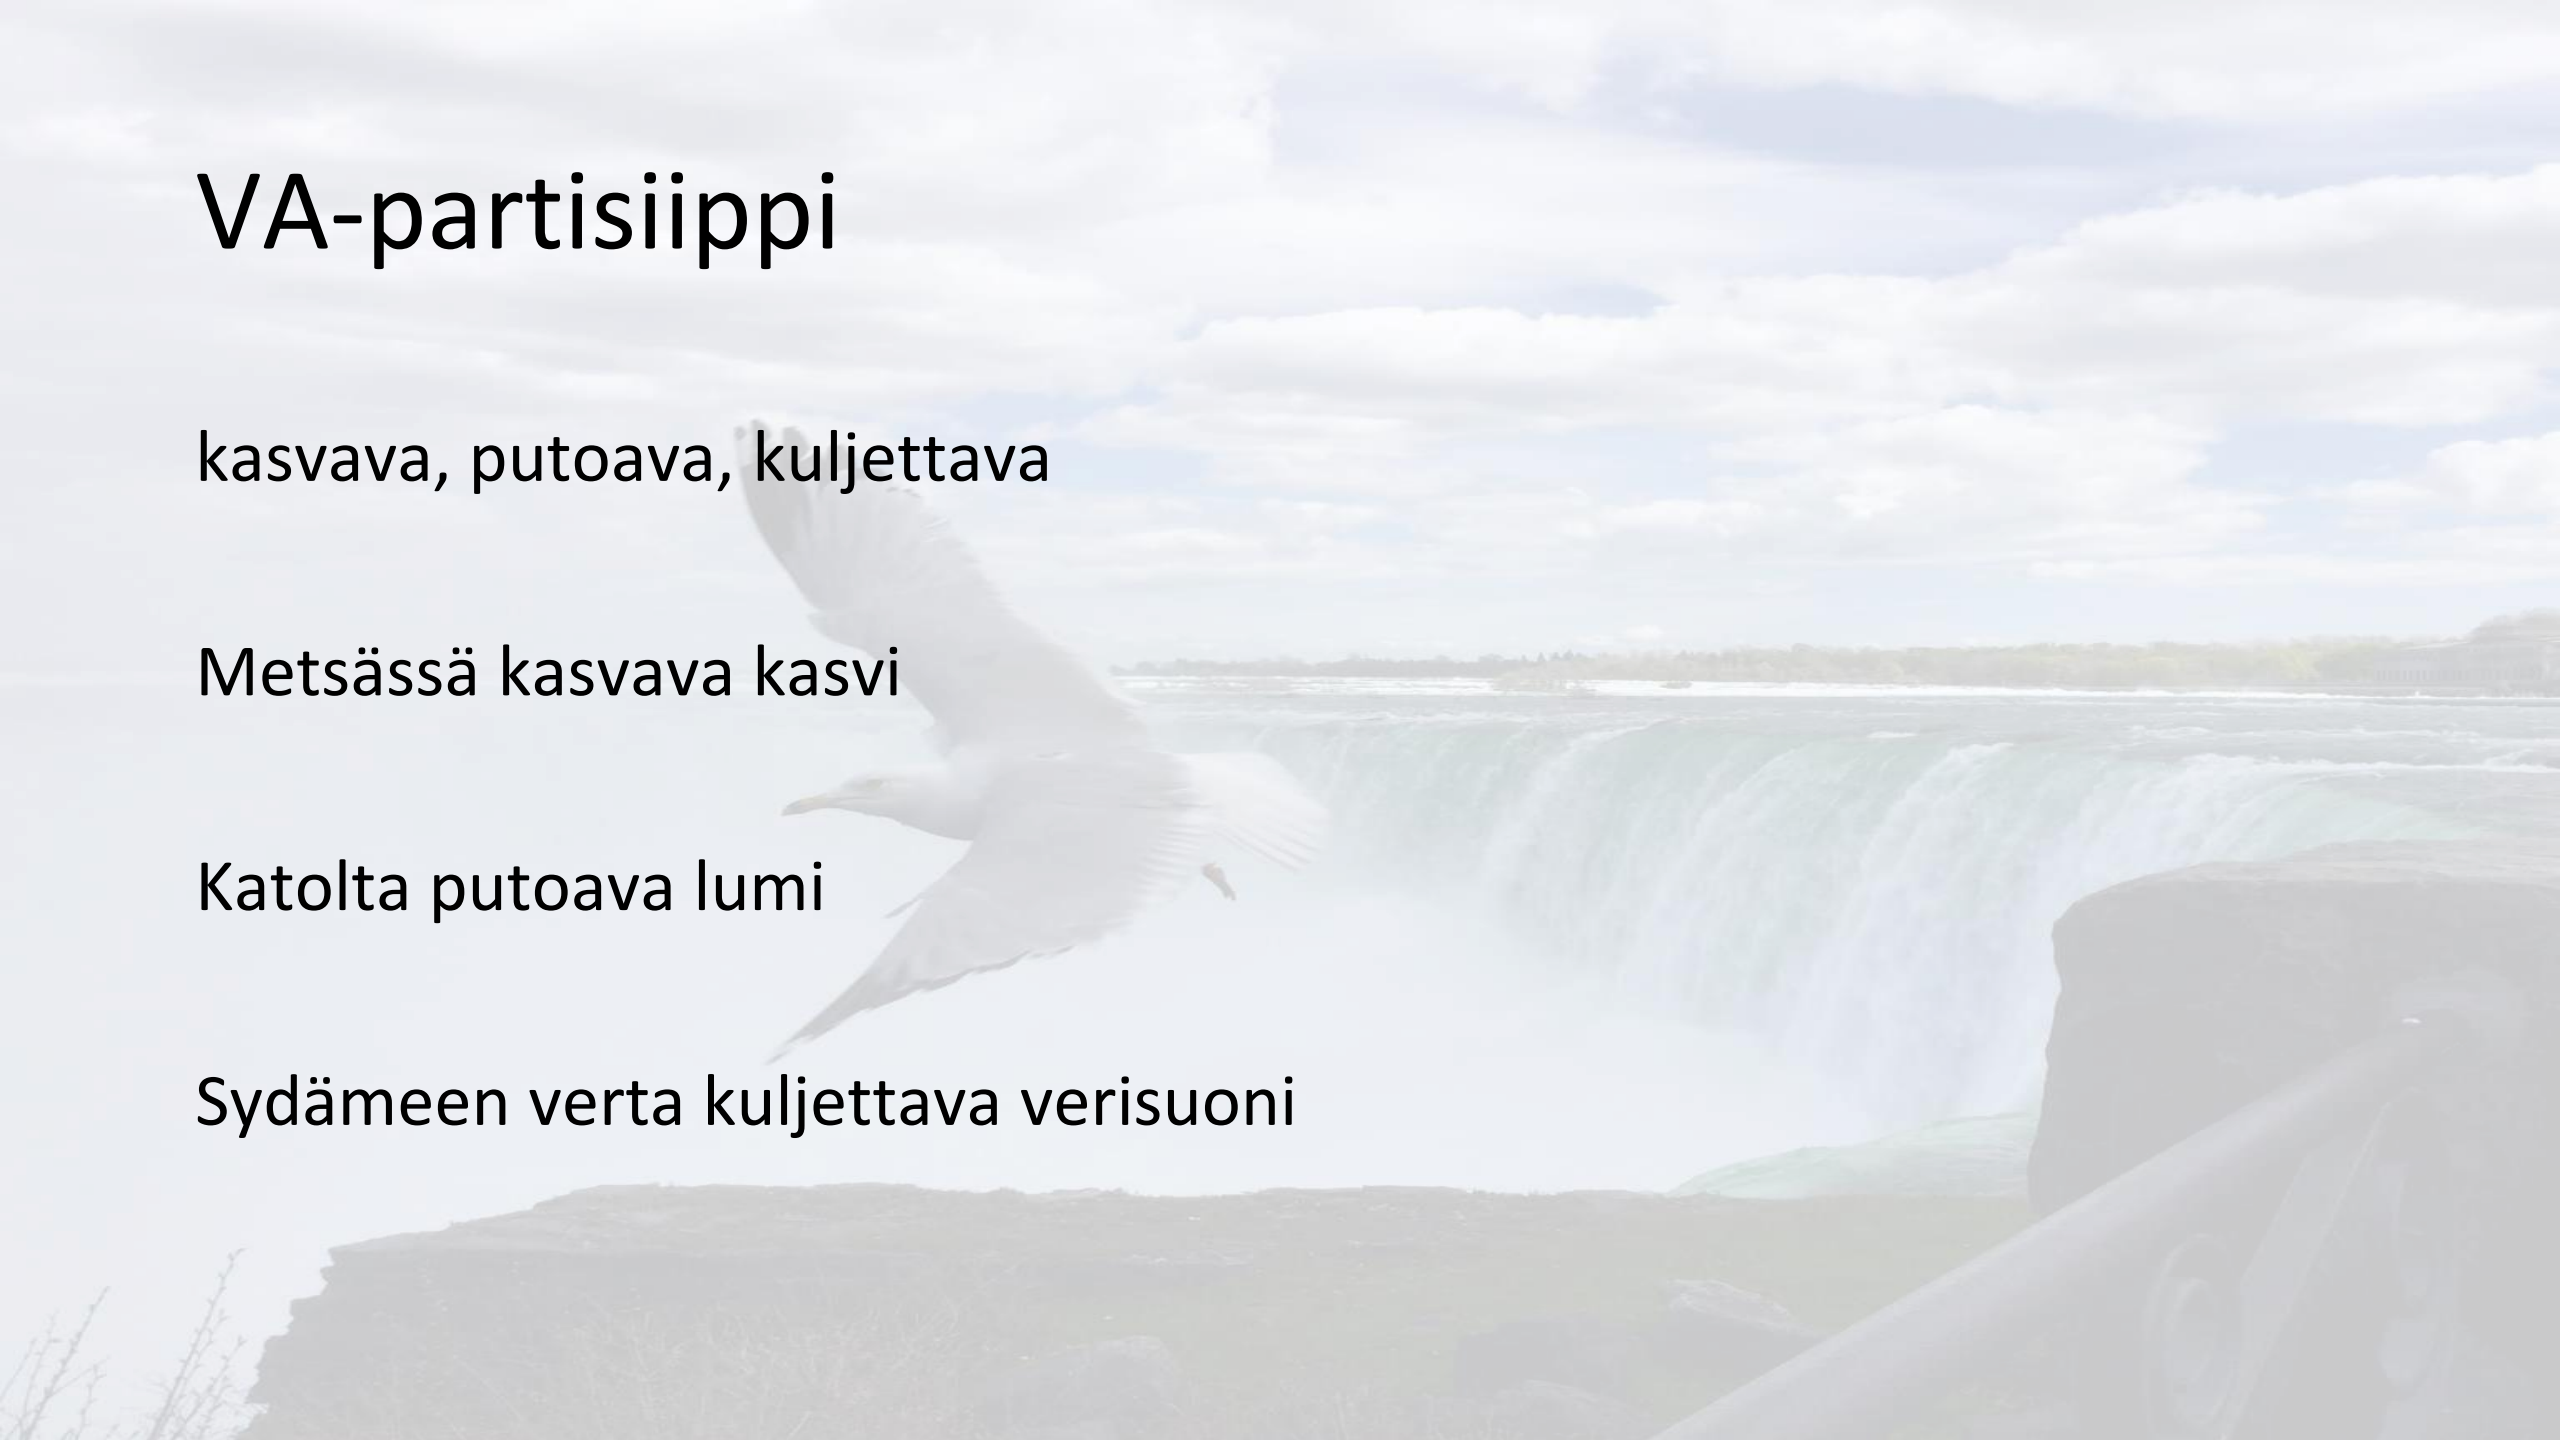 VA-partisiippi
kasvava, putoava, kuljettava
Metsässä kasvava kasvi
Katolta putoava lumi
Sydämeen verta kuljettava verisuoni